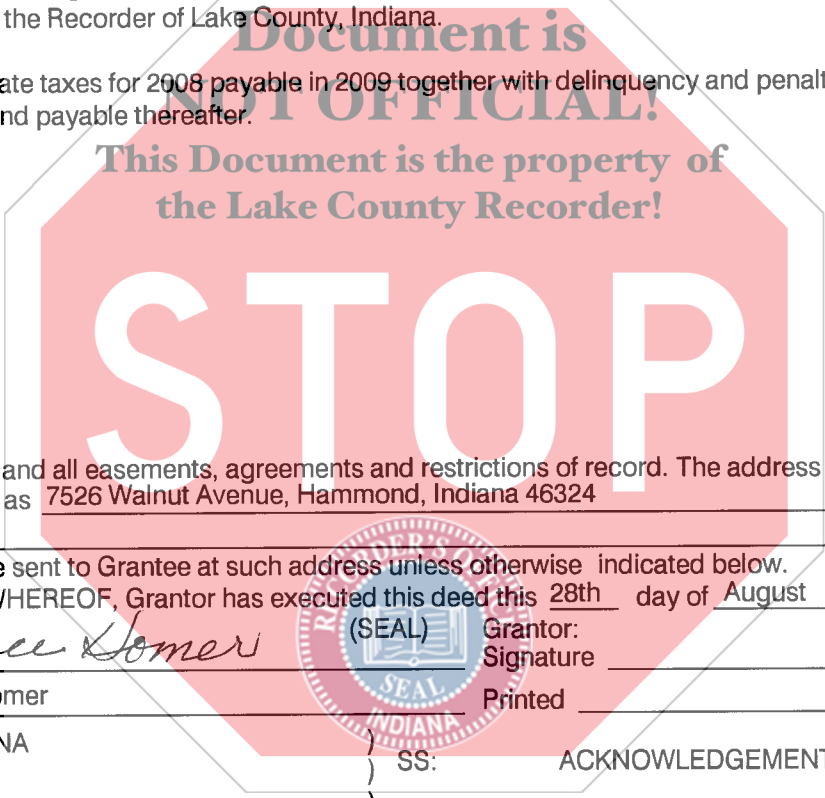 the Recorder of Lake County, Indiana.
Document is
ate taxes for 2008 payable in 2009 together with delinquency and penalt
NOT OFFICIAL!
nd payable thereafter.
This Document is the property of
the Lake County Recorder!
STOP
and all easements, agreements and restrictions of record. The address
as 7526 Walnut Avenue, Hammond, Indiana 46324
e sent to Grantee at such address unless otherwise indicated below.
WHEREOF, Grantor has executed this deed this 28th day of August
(SEAL) Grantor:
ce Homer
Signature
omer Printed
NA
) SS: ACKNOWLEDGEMENT
RECORDER'S OFFICE
SEAL
INDIANA